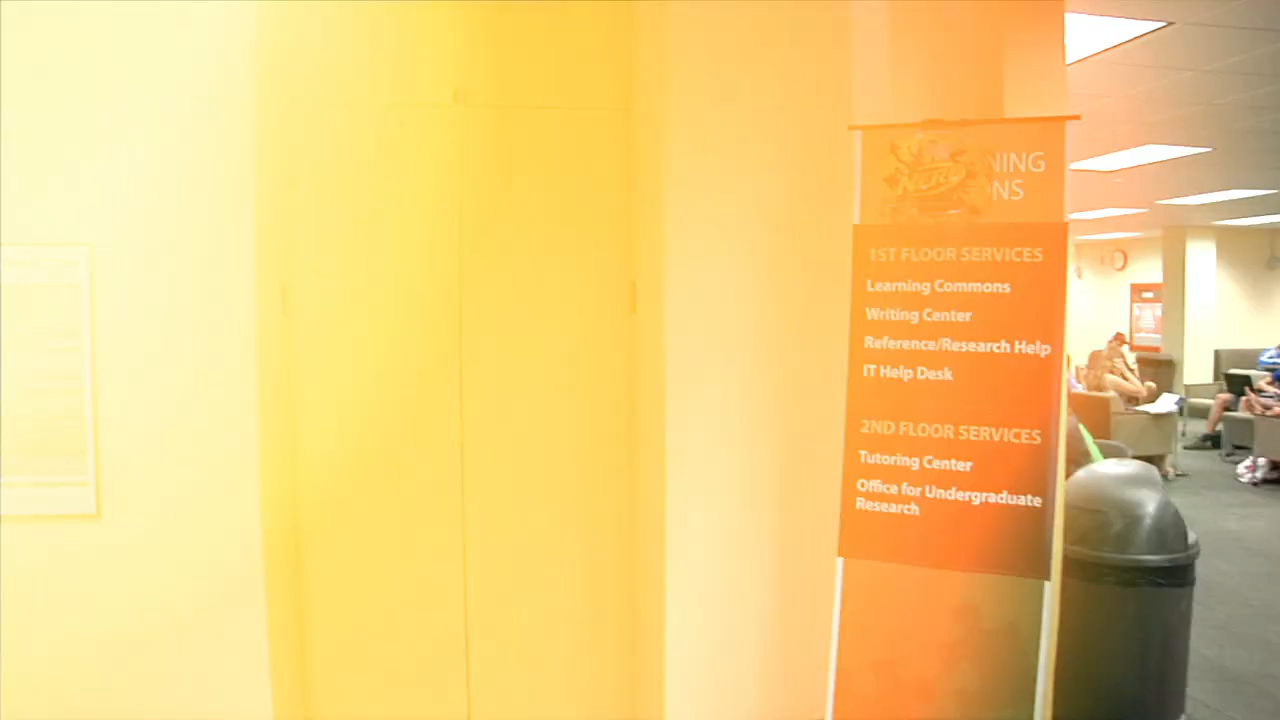 NERF
NING
NS
1ST FLOOR SERVICES
Learning Commons
Writing Center
Reference/Research Help
IT Help Desk
2ND FLOOR SERVICES
Tutoring Center
Office for Undergraduate
Research